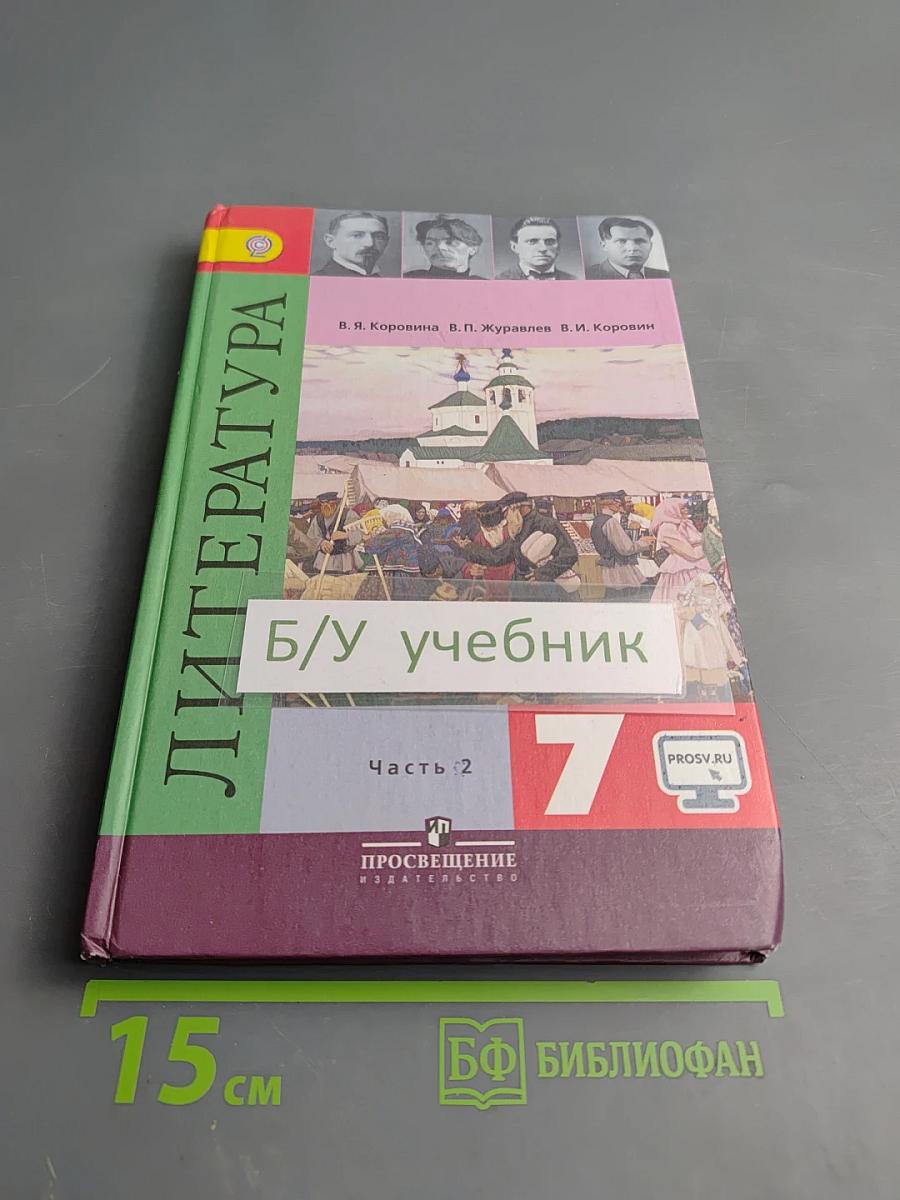 В. Я. Коровина В. П. Журавлев В. И. Коровин
ЛИТЕРАТУРА
Б/У учебник
Часть 2
7
PROSV.RU
ПРОСВЕЩЕНИЕ
ИЗДАТЕЛЬСТВО
15 см
БФ БИБЛИОФАН